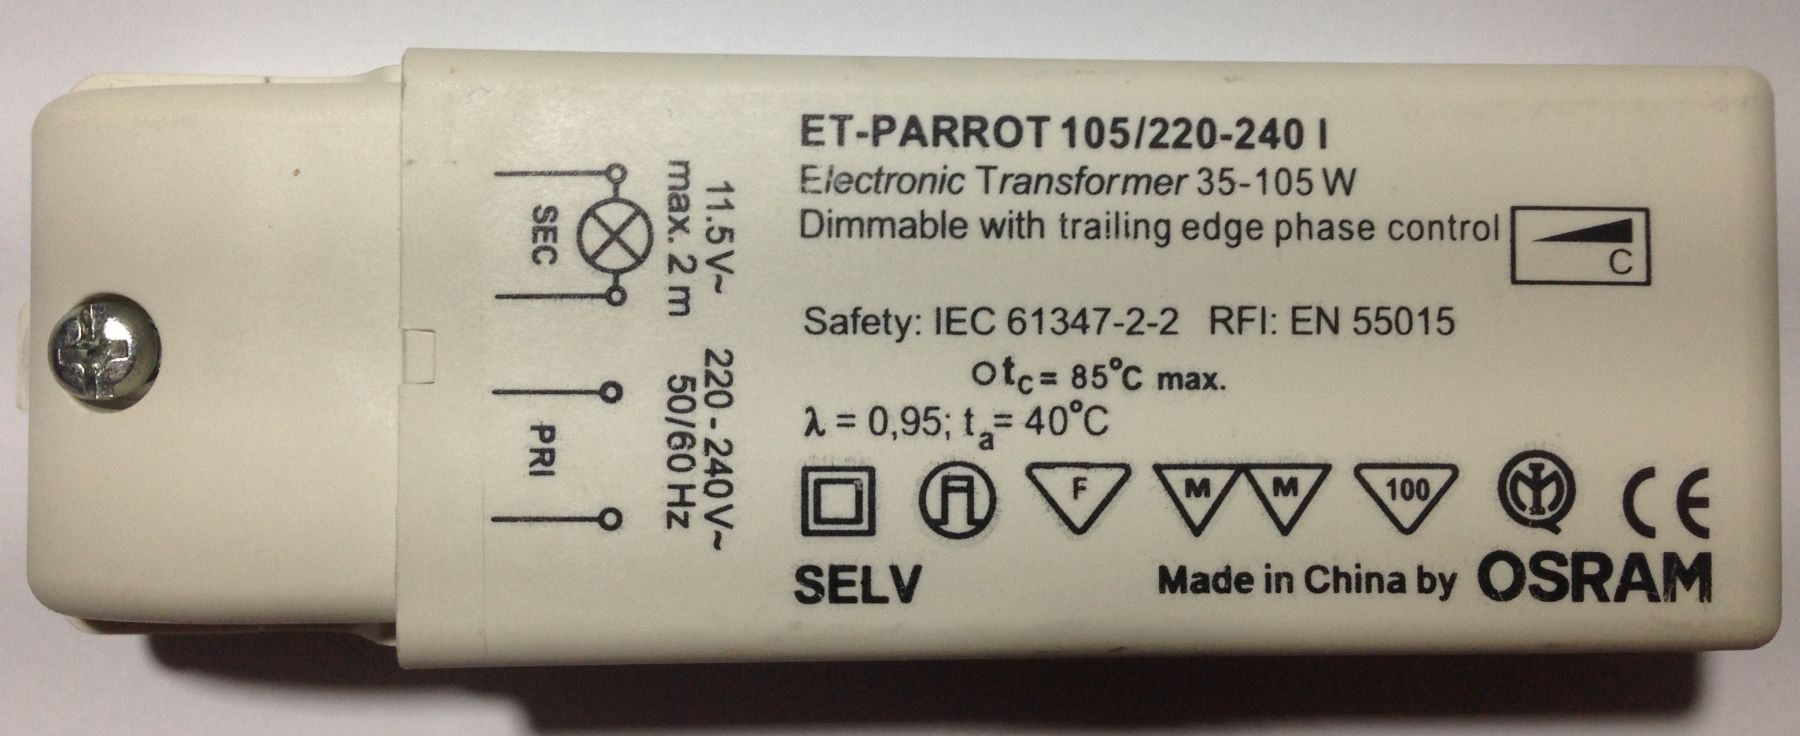 ET-PARROT 105/220-240 I
Electronic Transformer 35-105 W
Dimmable with trailing edge phase control
C
Safety: IEC 61347-2-2 RFI: EN 55015
tc = 85°C max.
λ = 0,95; ta = 40°C
F M M 100 CE
SELV
Made in China by OSRAM
11.5 V~
max. 2 m
SEC
220-240 V~
50/60 Hz
PRI